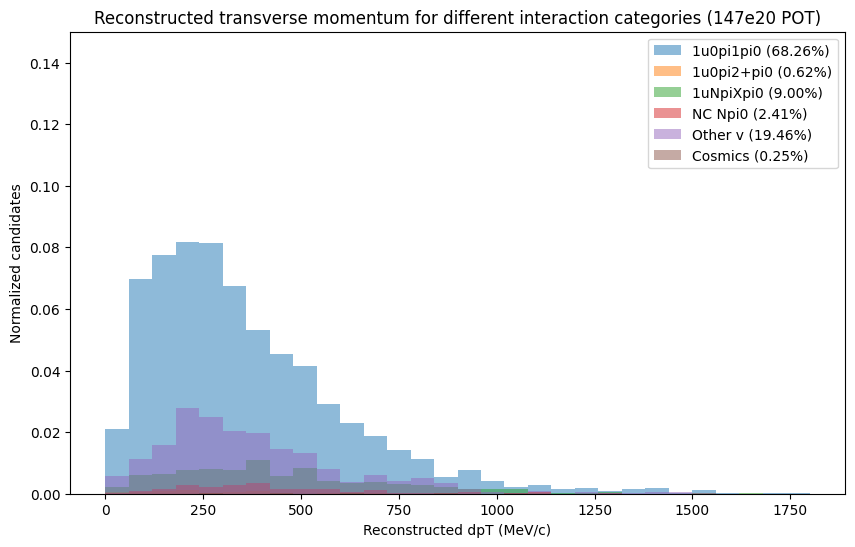 Reconstructed transverse momentum for different interaction categories (147e20 POT)
1u0pi1pi0 (68.26%)
1u0pi2+pi0 (0.62%)
1uNpiXpi0 (9.00%)
NC Npi0 (2.41%)
Other v (19.46%)
Cosmics (0.25%)
Normalized candidates
0.14
0.12
0.10
0.08
0.06
0.04
0.02
0.00
0
250
500
750
1000
1250
1500
1750
Reconstructed dpT (MeV/c)